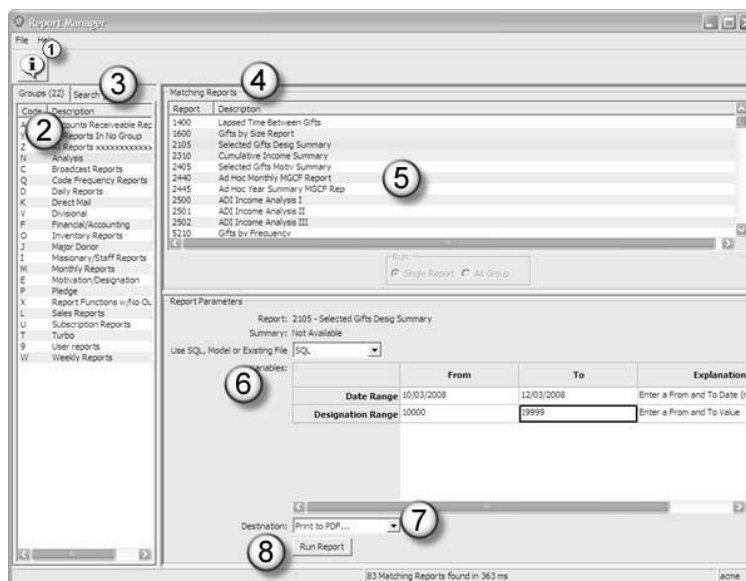 Report Manager
File Help
1
3
4
Groups (22) Search
Matching Reports
Code Description
Report Description
2
Accounts Receiveable Rep
Y Reports In No Group
Z Reports xxxxxxxxxxxx
N Analysis
C Broadcast Reports
Q Code Frequency Reports
D Daily Reports
K Direct Mail
V Divisional
F Financial/Accounting
O Inventory Reports
J Major Donor
I Missionary/Staff Reports
M Monthly Reports
E Motivation/Designation
P Pledge
X Report Functions w/No Ou
L Sales Reports
U Subscription Reports
T Turbo
9 User reports
W Weekly Reports
1400 Lapsed Time Between Gifts
1600 Gifts by Size Report
2105 Selected Gifts Desig Summary
2310 Cumulative Income Summary
2405 Selected Gifts Motiv Summary
2440 Ad Hoc Monthly MGCF Report
2445 Ad Hoc Year Summary MGCF Rep
2500 ADI Income Analysis I
2501 ADI Income Analysis II
2502 ADI Income Analysis III
5210 Gifts by Frequency
5
Run:
Single Report As Group
Report Parameters
Report: 2105 - Selected Gifts Desig Summary
Summary: Not Available
Use SQL, Model or Existing File SQL
Variables:
6
From To Explanation
Date Range 10/03/2008 12/03/2008 Enter a From and To Date
Designation Range 10000 19999 Enter a From and To Value
Destination: Print to PDF...
7
8
Run Report
83 Matching Reports found in 363 ms acme